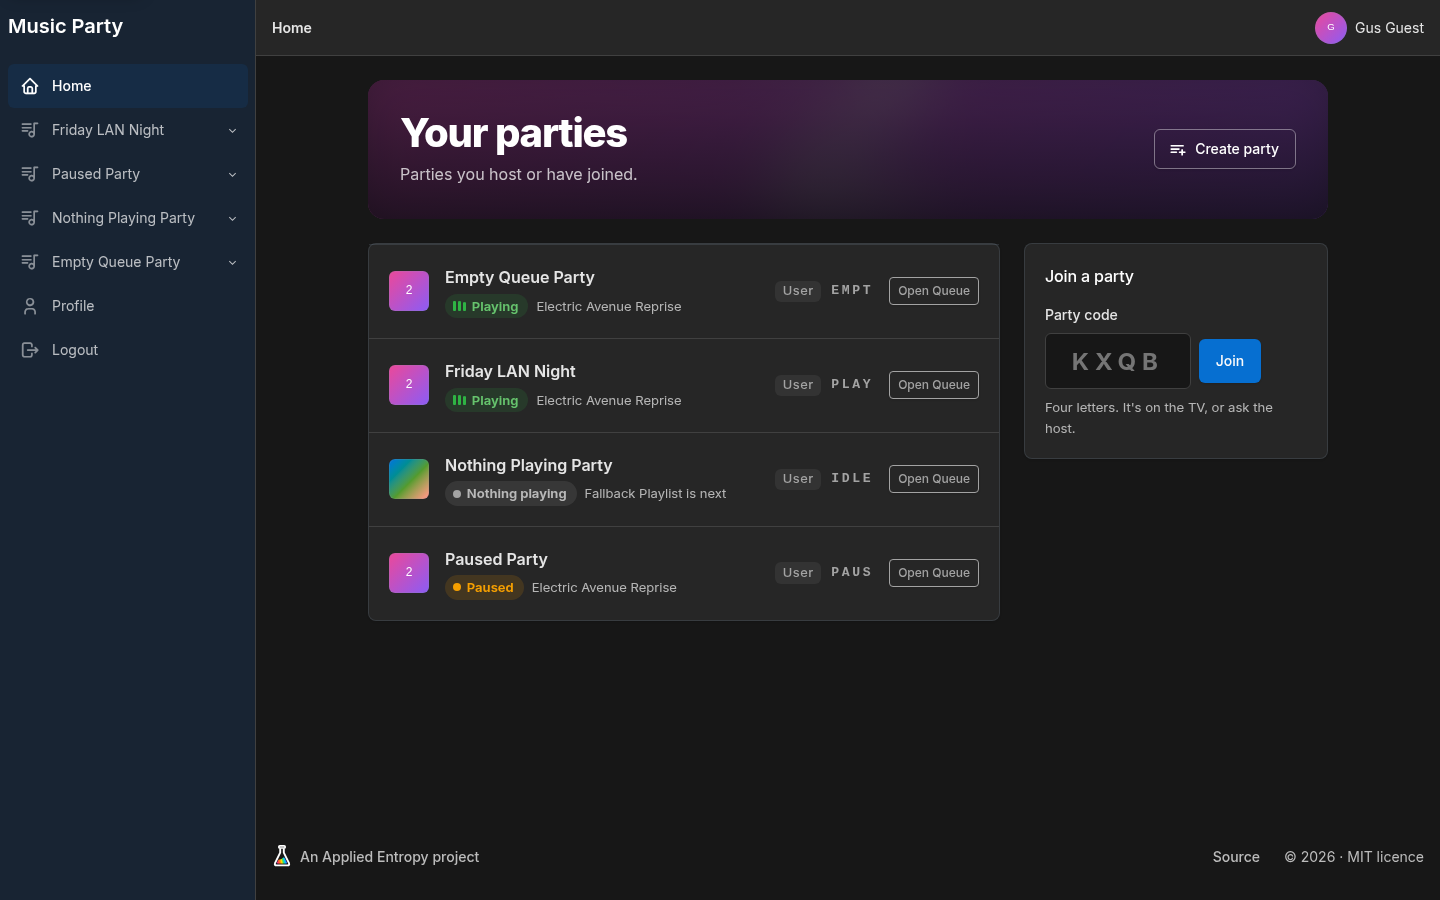 Music Party
Home
Friday LAN Night
Paused Party
Nothing Playing Party
Empty Queue Party
Profile
Logout
Home
G
Gus Guest
Your parties
Parties you host or have joined.
Create party
2
Empty Queue Party
Playing
Electric Avenue Reprise
User
EMPT
Open Queue
2
Friday LAN Night
Playing
Electric Avenue Reprise
User
PLAY
Open Queue
Nothing Playing Party
Nothing playing
Fallback Playlist is next
User
IDLE
Open Queue
2
Paused Party
Paused
Electric Avenue Reprise
User
PAUS
Open Queue
Join a party
Party code
KXQB
Join
Four letters. It's on the TV, or ask the
host.
An Applied Entropy project
Source
© 2026 · MIT licence